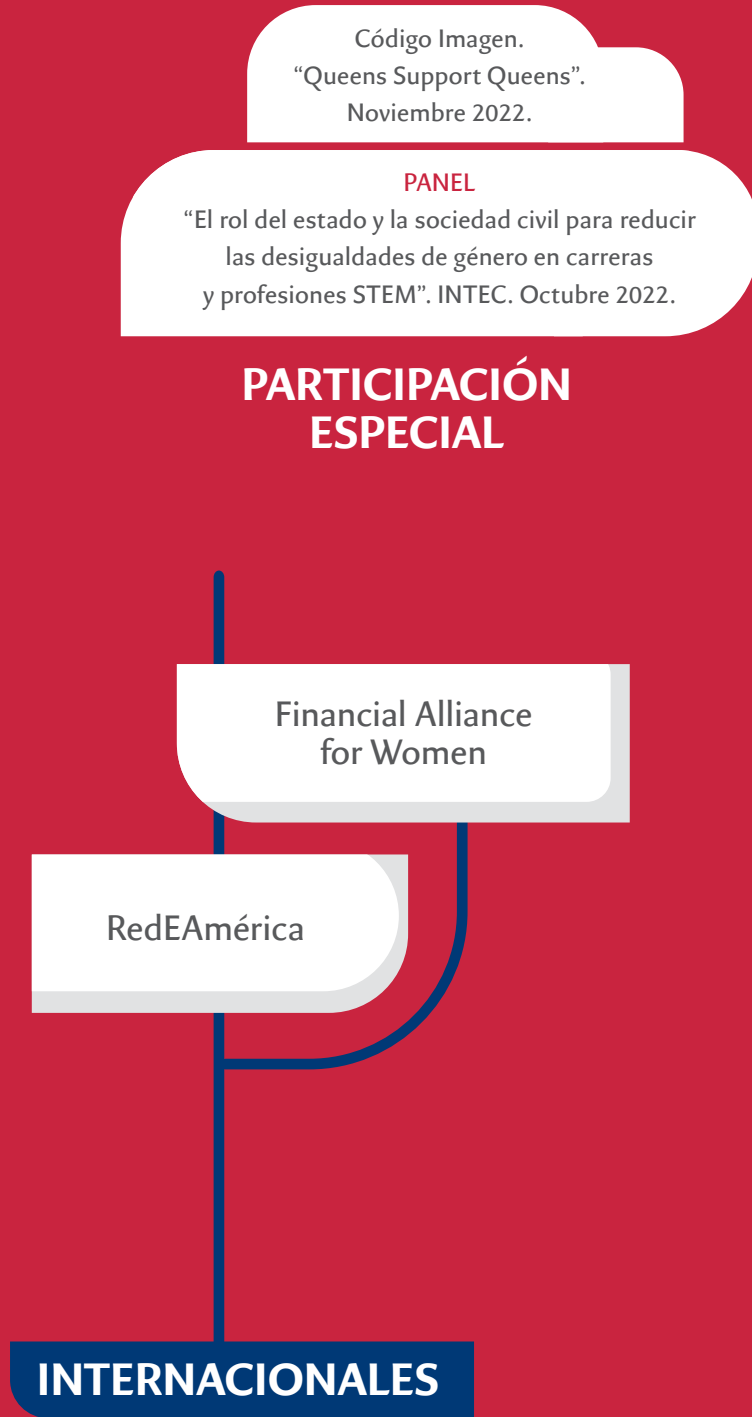 Código Imagen.
“Queens Support Queens”.
Noviembre 2022.
PANEL
“El rol del estado y la sociedad civil para reducir
las desigualdades de género en carreras
y profesiones STEM”. INTEC. Octubre 2022.
PARTICIPACIÓN
ESPECIAL
Financial Alliance
for Women
RedEAmérica
INTERNACIONALES